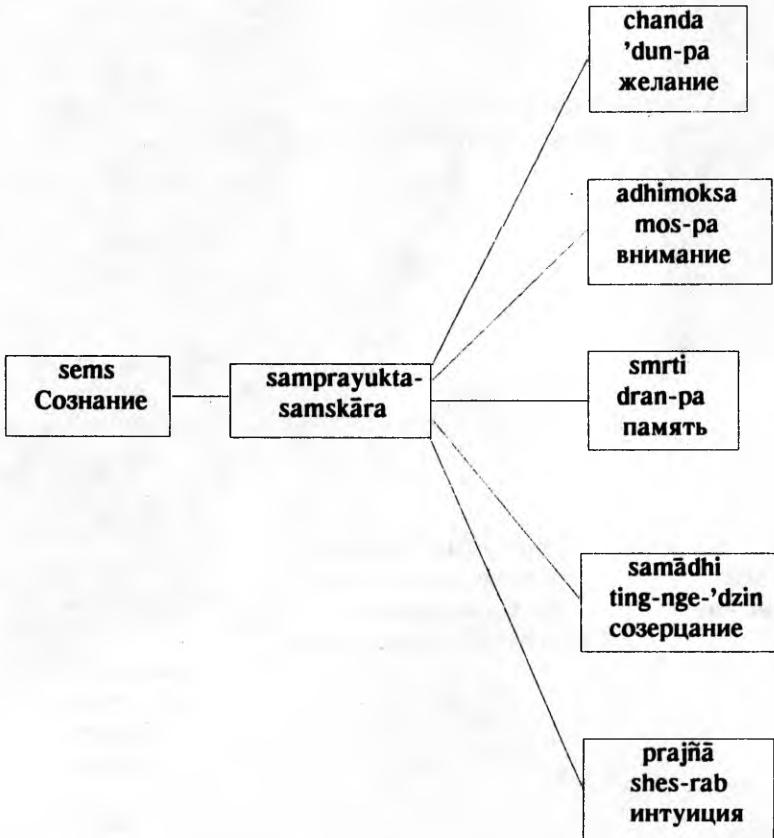 chanda
'dun-pa
желание
adhimoksa
mos-pa
внимание
sems
Сознание
samprayukta-
samskāra
smrti
dran-pa
память
samādhi
ting-nge-'dzin
созерцание
prajñā
shes-rab
интуиция